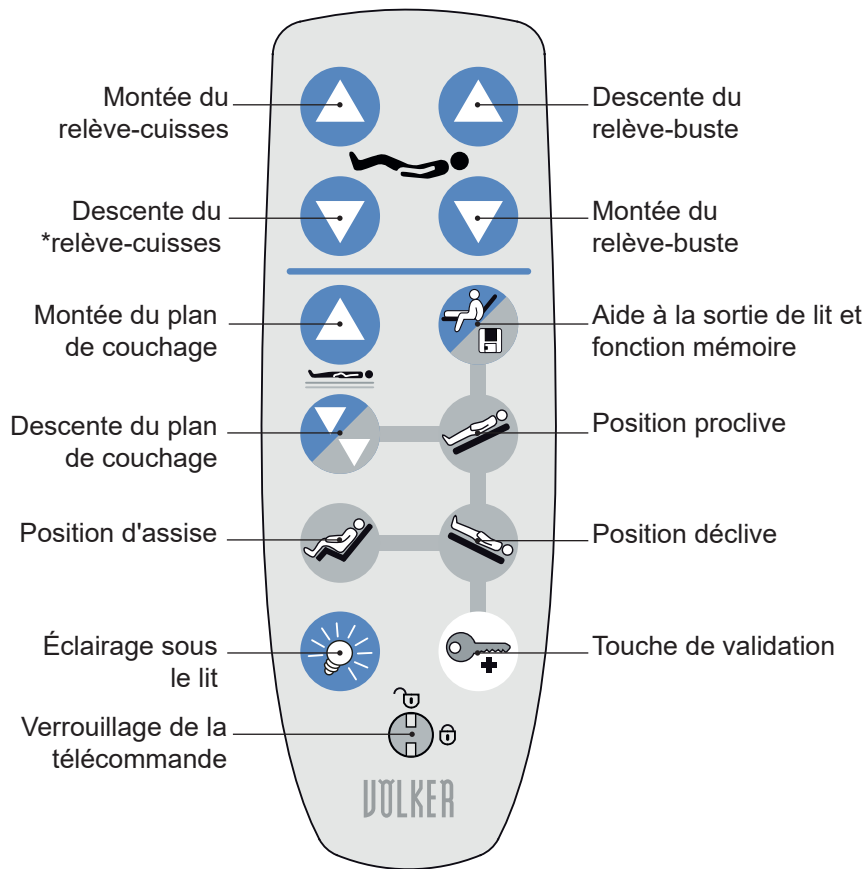 Montée du
relève-cuisses
Descente du
relève-buste
Descente du
*relève-cuisses
Montée du
relève-buste
Montée du plan
de couchage
Aide à la sortie de lit et
fonction mémoire
Descente du plan
de couchage
Position proclive
Position d'assise
Position déclive
Éclairage sous
le lit
Touche de validation
Verrouillage de la
télécommande
VÖLKER